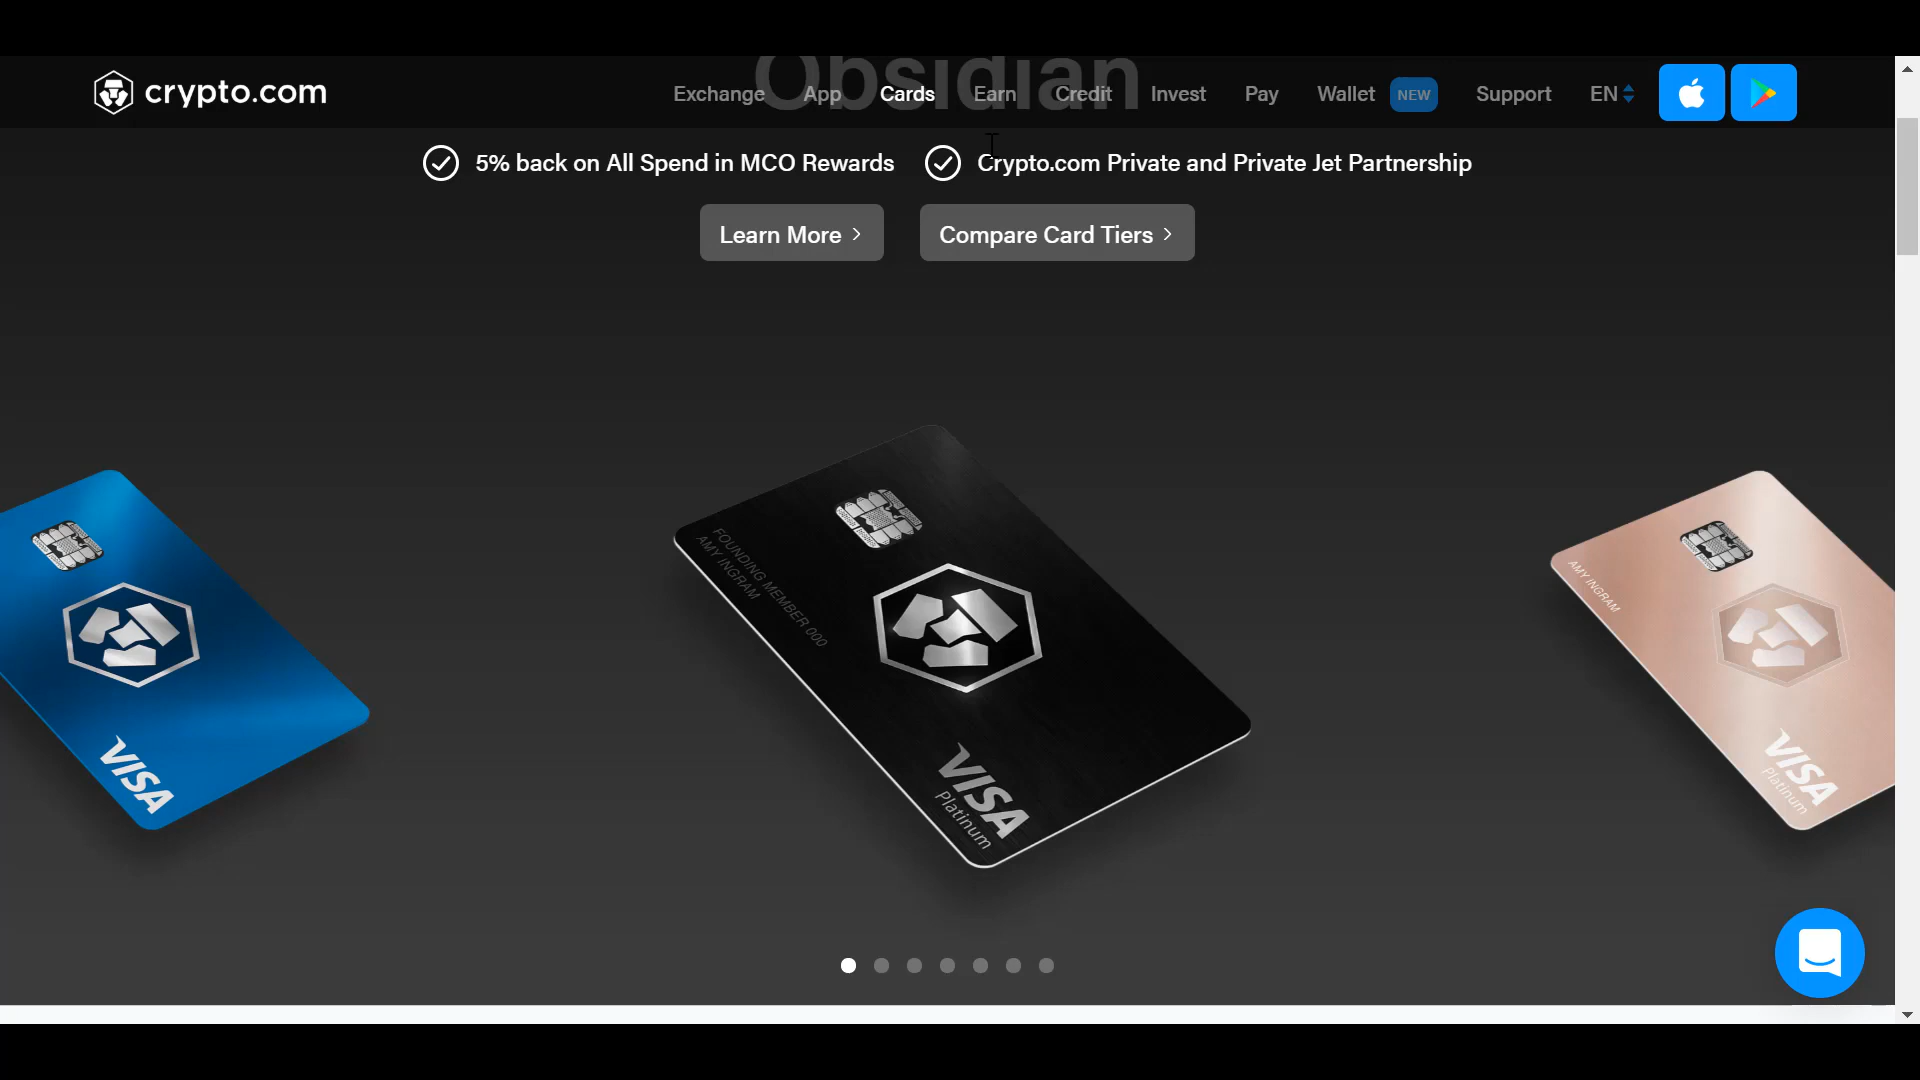 Obsidian
crypto.com
Exchange App Cards Earn Credit Invest Pay Wallet NEW Support EN
5% back on All Spend in MCO Rewards
Crypto.com Private and Private Jet Partnership
Learn More
Compare Card Tiers
VISA
FOUNDING MEMBER 000
AMY INGRAM
VISA
Platinum
AMY INGRAM
VISA
Platinum